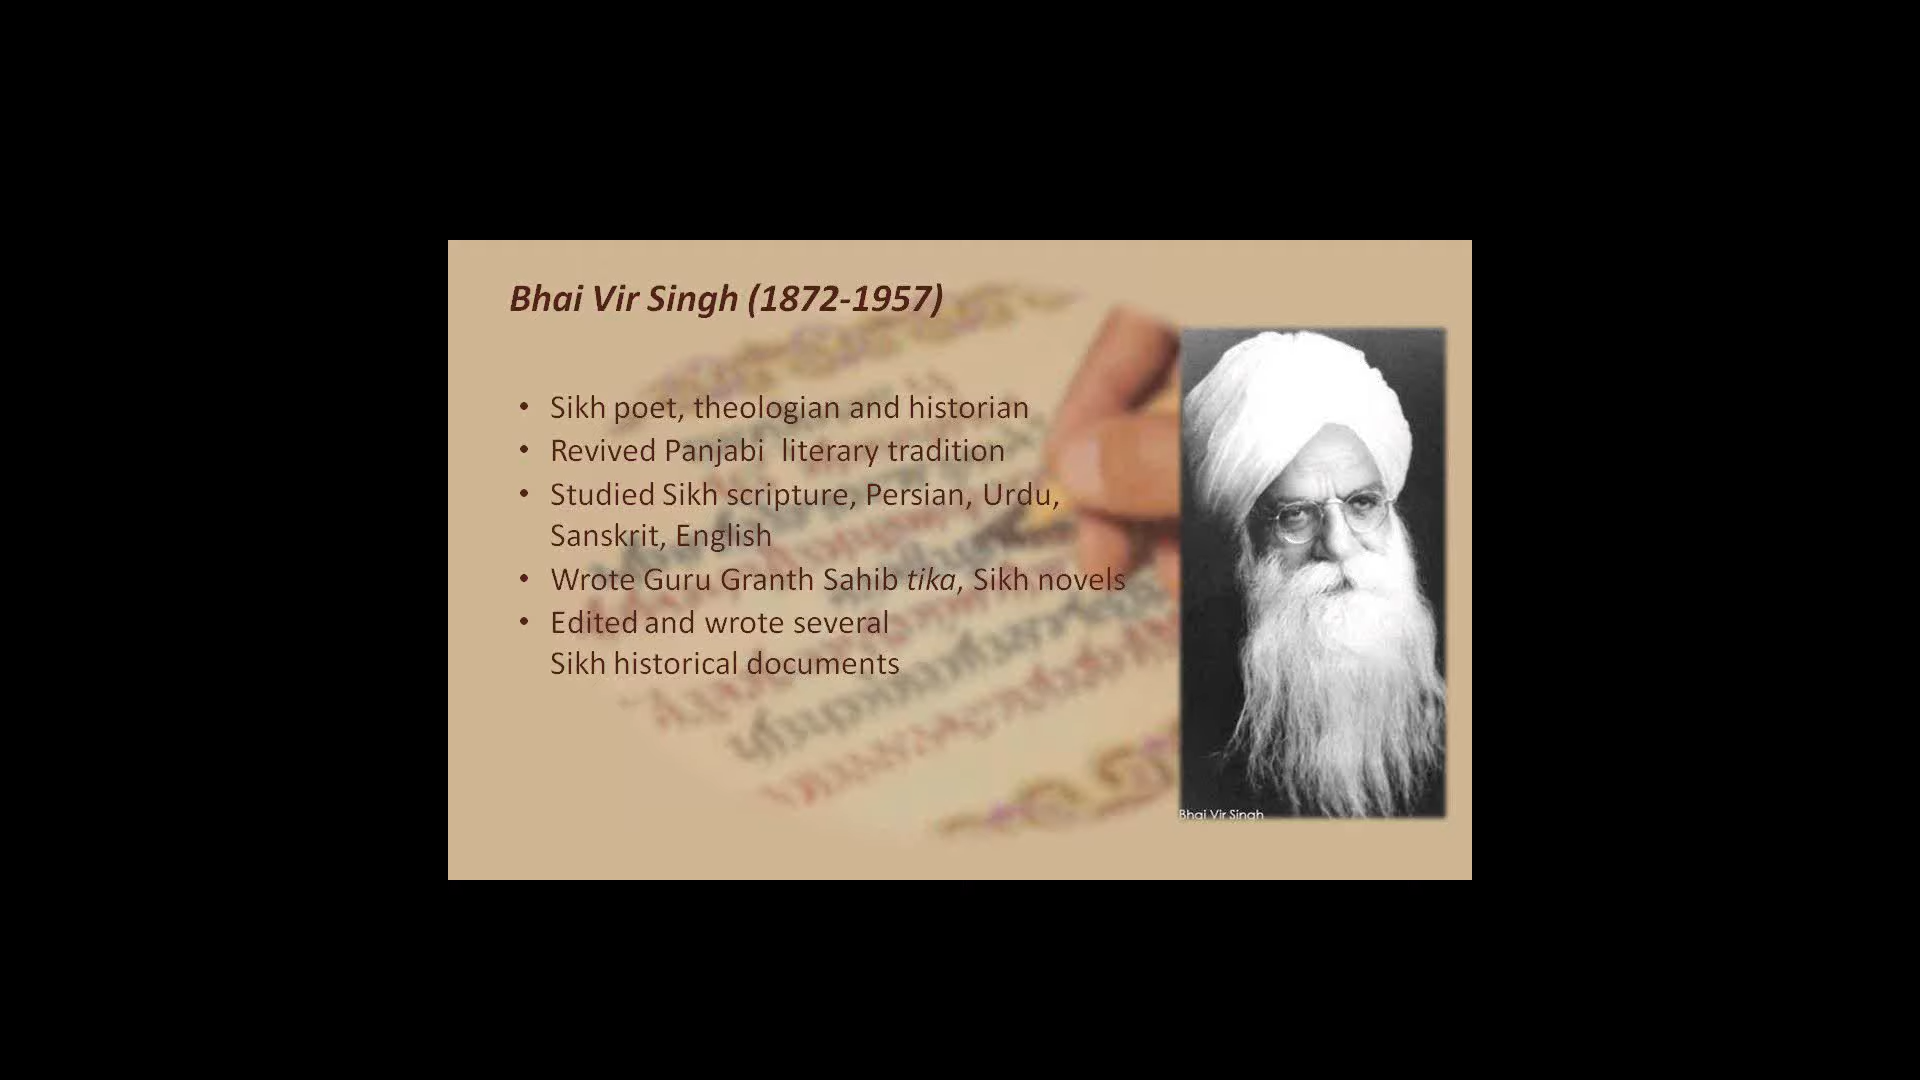 Bhai Vir Singh (1872-1957)
• Sikh poet, theologian and historian
• Revived Panjabi literary tradition
• Studied Sikh scripture, Persian, Urdu,
Sanskrit, English
• Wrote Guru Granth Sahib tika, Sikh novels
• Edited and wrote several
Sikh historical documents
Bhai Vir Singh